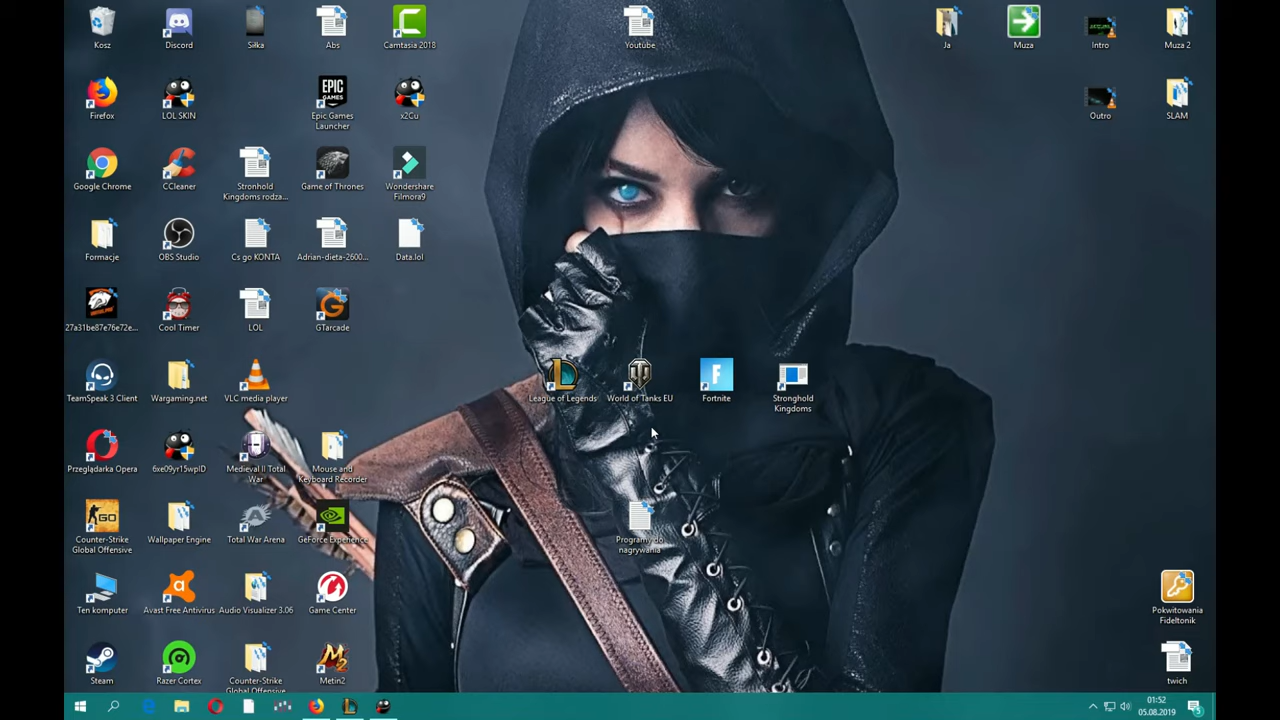 Kosz
Discord
Siłka
Abs
Camtasia 2018
Youtube
Ja
Muza
Intro
Muza 2
Firefox
LOL SKIN
EPIC
GAMES
Epic Games
Launcher
x2Cu
Outro
SLAM
Google Chrome
CCleaner
Stronhold
Kingdoms rodza...
Game of Thrones
Wondershare
Filmora9
Formacje
OBS Studio
Cs go KONTA
Adrian-dieta-2600...
Data.lol
27a31be87e76e72e...
Cool Timer
LOL
GTarcade
TeamSpeak 3 Client
Wargaming.net
VLC media player
League of Legends
World of Tanks EU
Fortnite
Stronghold
Kingdoms
Przeglądarka Opera
6xe09yr15wpID
Medieval II Total
War
Mouse and
Keyboard Recorder
Counter-Strike
Global Offensive
Wallpaper Engine
Total War Arena
GeForce Experience
Programy do
nagrywania
Ten komputer
Avast Free Antivirus
Audio Visualizer 3.06
Game Center
Pokwitowania
Fideltonik
Steam
Razer Cortex
Counter-Strike
Global Offensive
Metin2
twich
01:52
05.08.2019